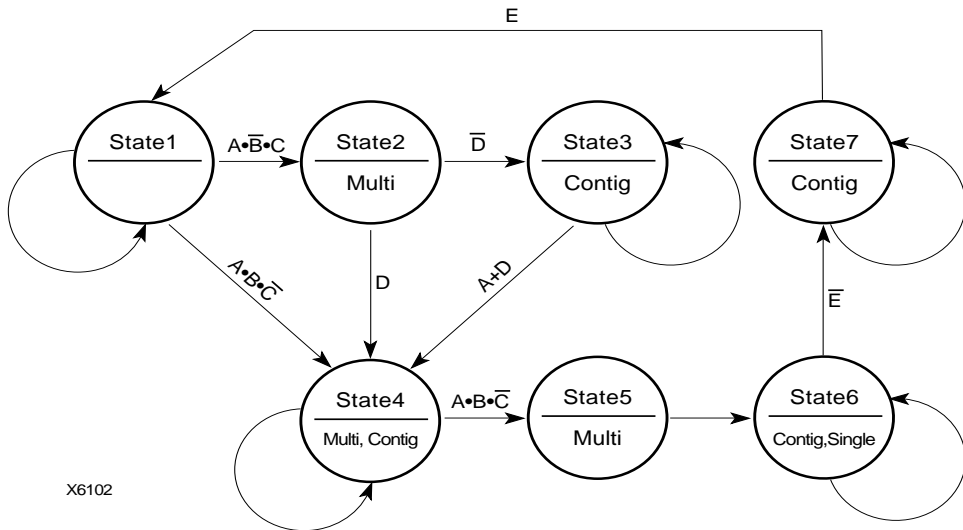 E
State1
A•B̅•C
State2
Multi
D̅
State3
Contig
State7
Contig
A•B•C̅
D
A+D
E̅
State4
Multi, Contig
A•B•C̅
State5
Multi
State6
Contig,Single
X6102